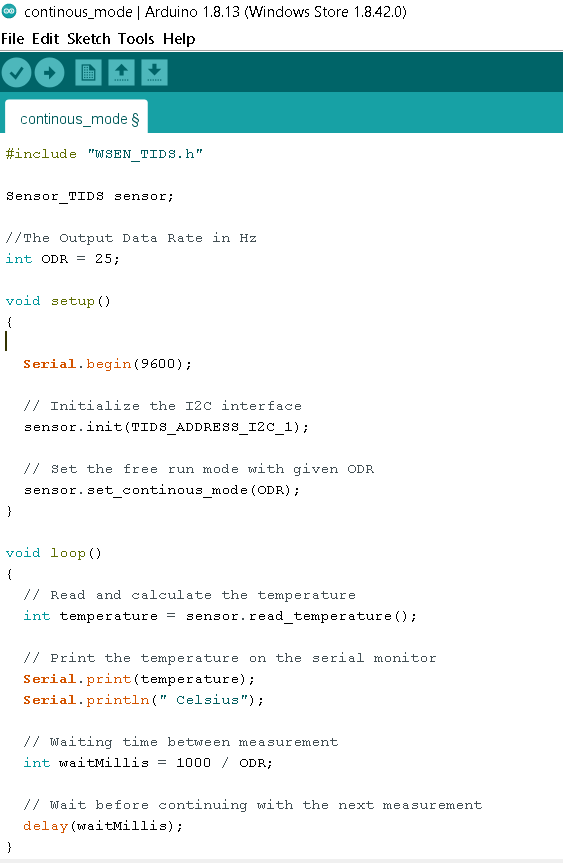 continous_mode | Arduino 1.8.13 (Windows Store 1.8.42.0)
File Edit Sketch Tools Help
continous_mode §
#include "WSEN_TIDS.h"
Sensor_TIDS sensor;
//The Output Data Rate in Hz
int ODR = 25;
void setup()
{
Serial.begin(9600);
// Initialize the I2C interface
sensor.init(TIDS_ADDRESS_I2C_1);
// Set the free run mode with given ODR
sensor.set_continous_mode(ODR);
}
void loop()
{
// Read and calculate the temperature
int temperature = sensor.read_temperature();
// Print the temperature on the serial monitor
Serial.print(temperature);
Serial.println(" Celsius");
// Waiting time between measurement
int waitMillis = 1000 / ODR;
// Wait before continuing with the next measurement
delay(waitMillis);
}